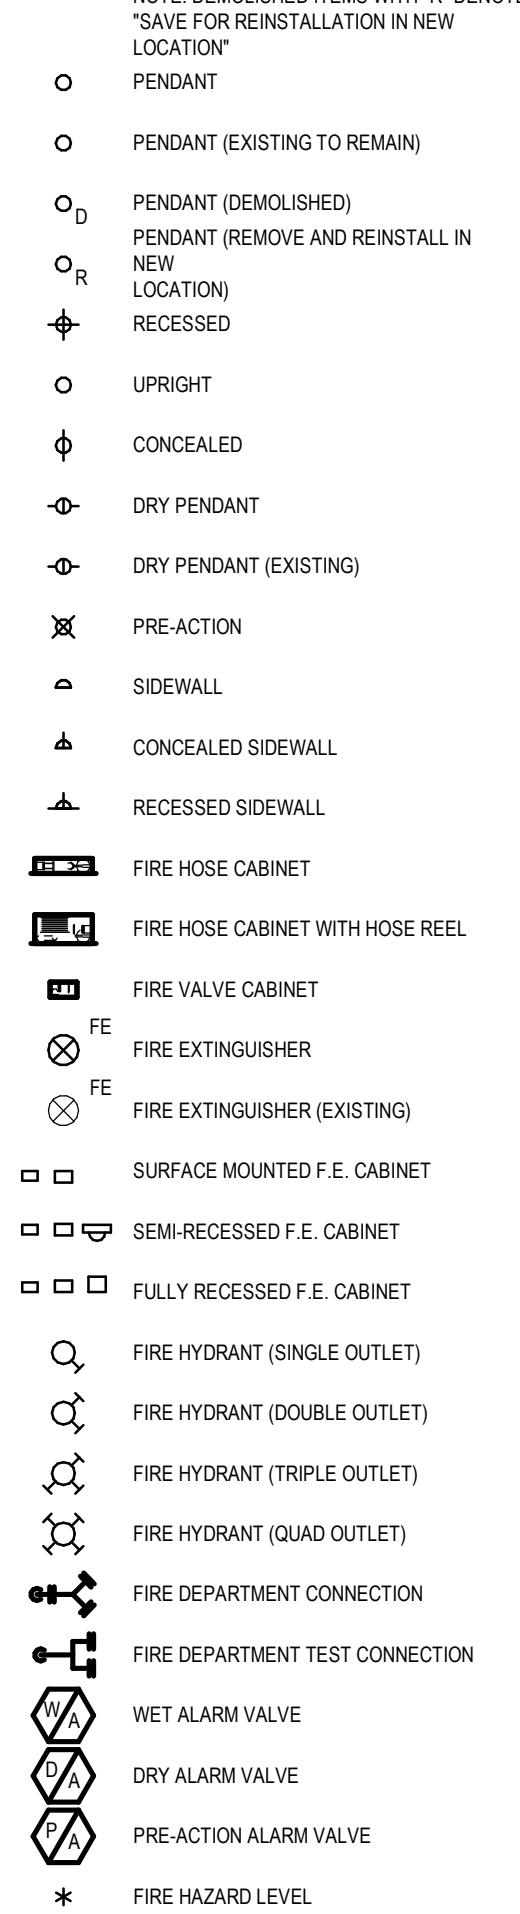 NOTE: DEMOLISHED ITEMS WITH "R" DENOTE
"SAVE FOR REINSTALLATION IN NEW
LOCATION"
PENDANT
PENDANT (EXISTING TO REMAIN)
D PENDANT (DEMOLISHED)
R PENDANT (REMOVE AND REINSTALL IN
NEW
LOCATION)
RECESSED
UPRIGHT
CONCEALED
DRY PENDANT
DRY PENDANT (EXISTING)
PRE-ACTION
SIDEWALL
CONCEALED SIDEWALL
RECESSED SIDEWALL
FIRE HOSE CABINET
FIRE HOSE CABINET WITH HOSE REEL
FIRE VALVE CABINET
FE FIRE EXTINGUISHER
FE FIRE EXTINGUISHER (EXISTING)
SURFACE MOUNTED F.E. CABINET
SEMI-RECESSED F.E. CABINET
FULLY RECESSED F.E. CABINET
FIRE HYDRANT (SINGLE OUTLET)
FIRE HYDRANT (DOUBLE OUTLET)
FIRE HYDRANT (TRIPLE OUTLET)
FIRE HYDRANT (QUAD OUTLET)
FIRE DEPARTMENT CONNECTION
FIRE DEPARTMENT TEST CONNECTION
W A WET ALARM VALVE
D A DRY ALARM VALVE
P A PRE-ACTION ALARM VALVE
* FIRE HAZARD LEVEL